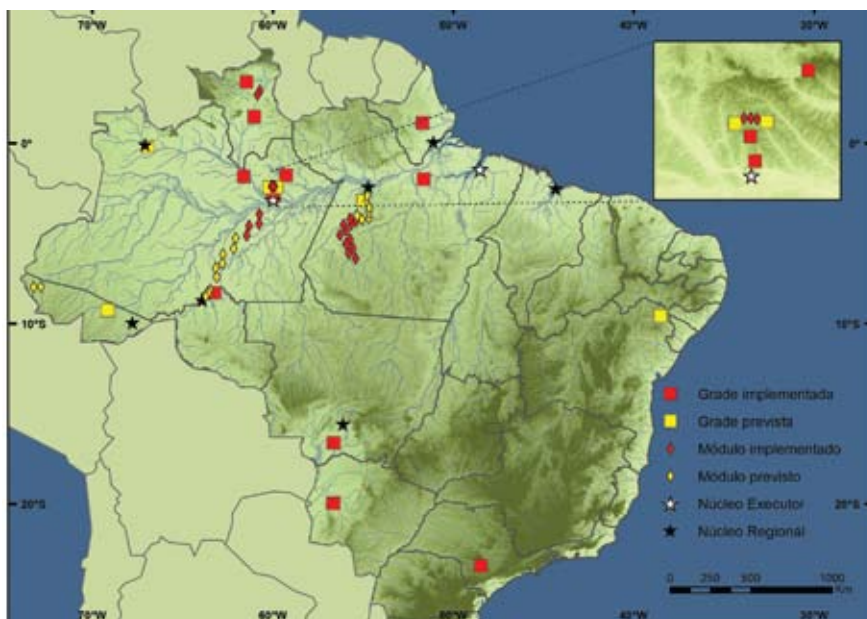 70°W 60°W 50°W 40°W 30°W
0° 0°
10°S 10°S
Grade implementada
Grade prevista
Módulo implementado
Módulo previsto
20°S 20°S
Núcleo Executor
Núcleo Regional
0 250 500 1000
Km
70°W 60°W 50°W 40°W 30°W